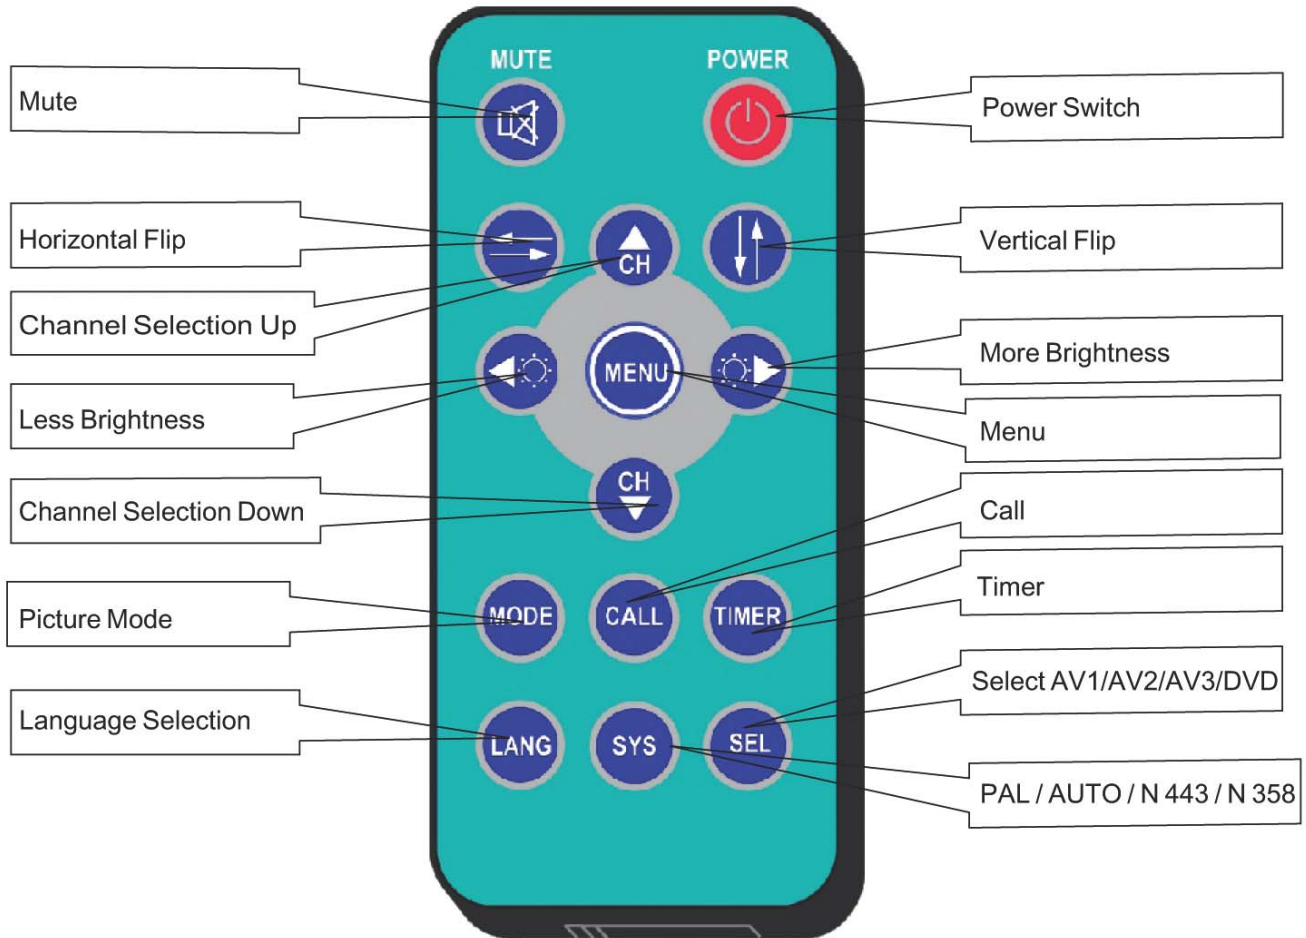 MUTE
POWER
Mute
Power Switch
Horizontal Flip
CH
Vertical Flip
Channel Selection Up
MENU
More Brightness
Less Brightness
Menu
CH
Channel Selection Down
Call
Timer
Picture Mode
MODE
CALL
TIMER
Select AV1/AV2/AV3/DVD
Language Selection
LANG
SYS
SEL
PAL / AUTO / N 443 / N 358